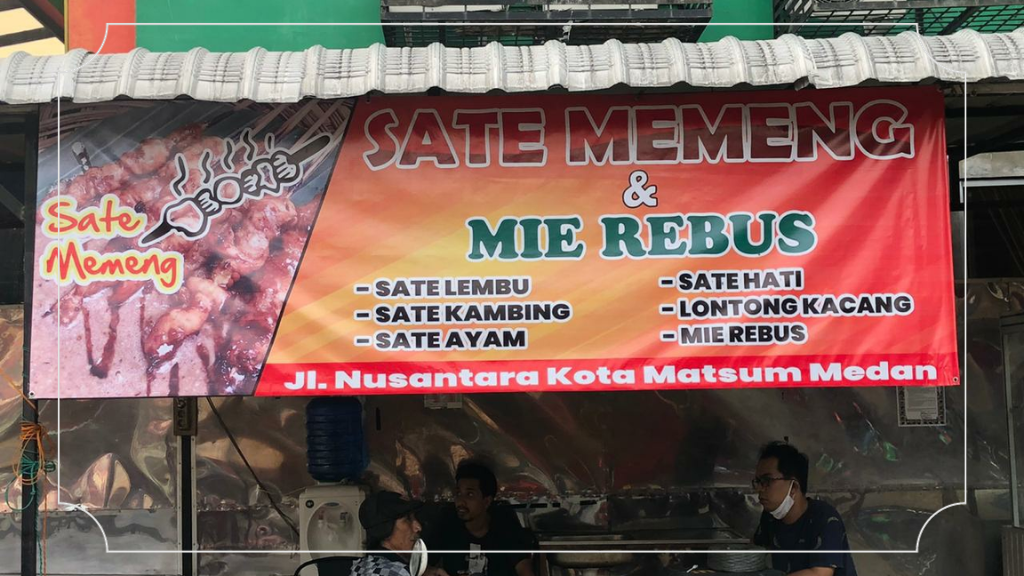 Sate
Memeng
SATE MEMENG
&
MIE REBUS
- SATE LEMBU
- SATE KAMBING
- SATE AYAM
- SATE HATI
- LONTONG KACANG
- MIE REBUS
Jl. Nusantara Kota Matsum Medan